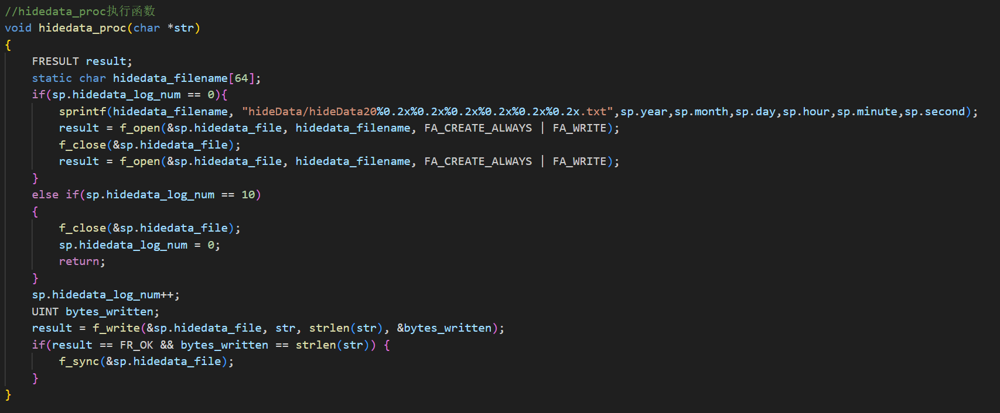 //hidedata_proc执行函数
void hidedata_proc(char *str)
{
    FRESULT result;
    static char hidedata_filename[64];
    if(sp.hidedata_log_num == 0){
        sprintf(hidedata_filename, "hideData/hideData20%0.2x%0.2x%0.2x%0.2x%0.2x%0.2x.txt",sp.year,sp.month,sp.day,sp.hour,sp.minute,sp.second);
        result = f_open(&sp.hidedata_file, hidedata_filename, FA_CREATE_ALWAYS | FA_WRITE);
        f_close(&sp.hidedata_file);
        result = f_open(&sp.hidedata_file, hidedata_filename, FA_CREATE_ALWAYS | FA_WRITE);
    }
    else if(sp.hidedata_log_num == 10)
    {
        f_close(&sp.hidedata_file);
        sp.hidedata_log_num = 0;
        return;
    }
    sp.hidedata_log_num++;
    UINT bytes_written;
    result = f_write(&sp.hidedata_file, str, strlen(str), &bytes_written);
    if(result == FR_OK && bytes_written == strlen(str)) {
        f_sync(&sp.hidedata_file);
    }
}